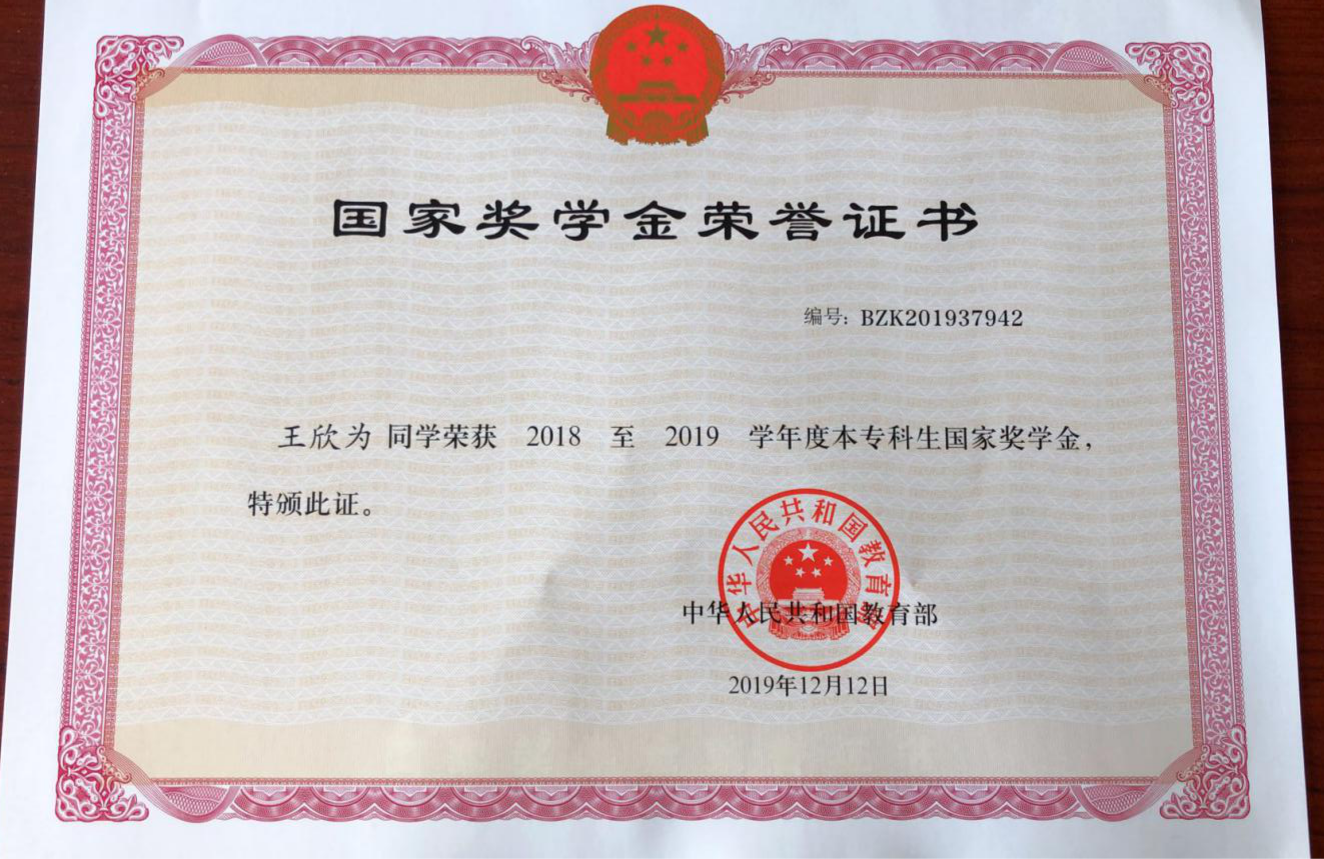 国家奖学金荣誉证书
编号: BZK201937942
王欣为 同学荣获 2018 至 2019 学年度本专科生国家奖学金,
特颁此证。
中华人民共和国教育部
中华人民共和国教育部
2019年12月12日